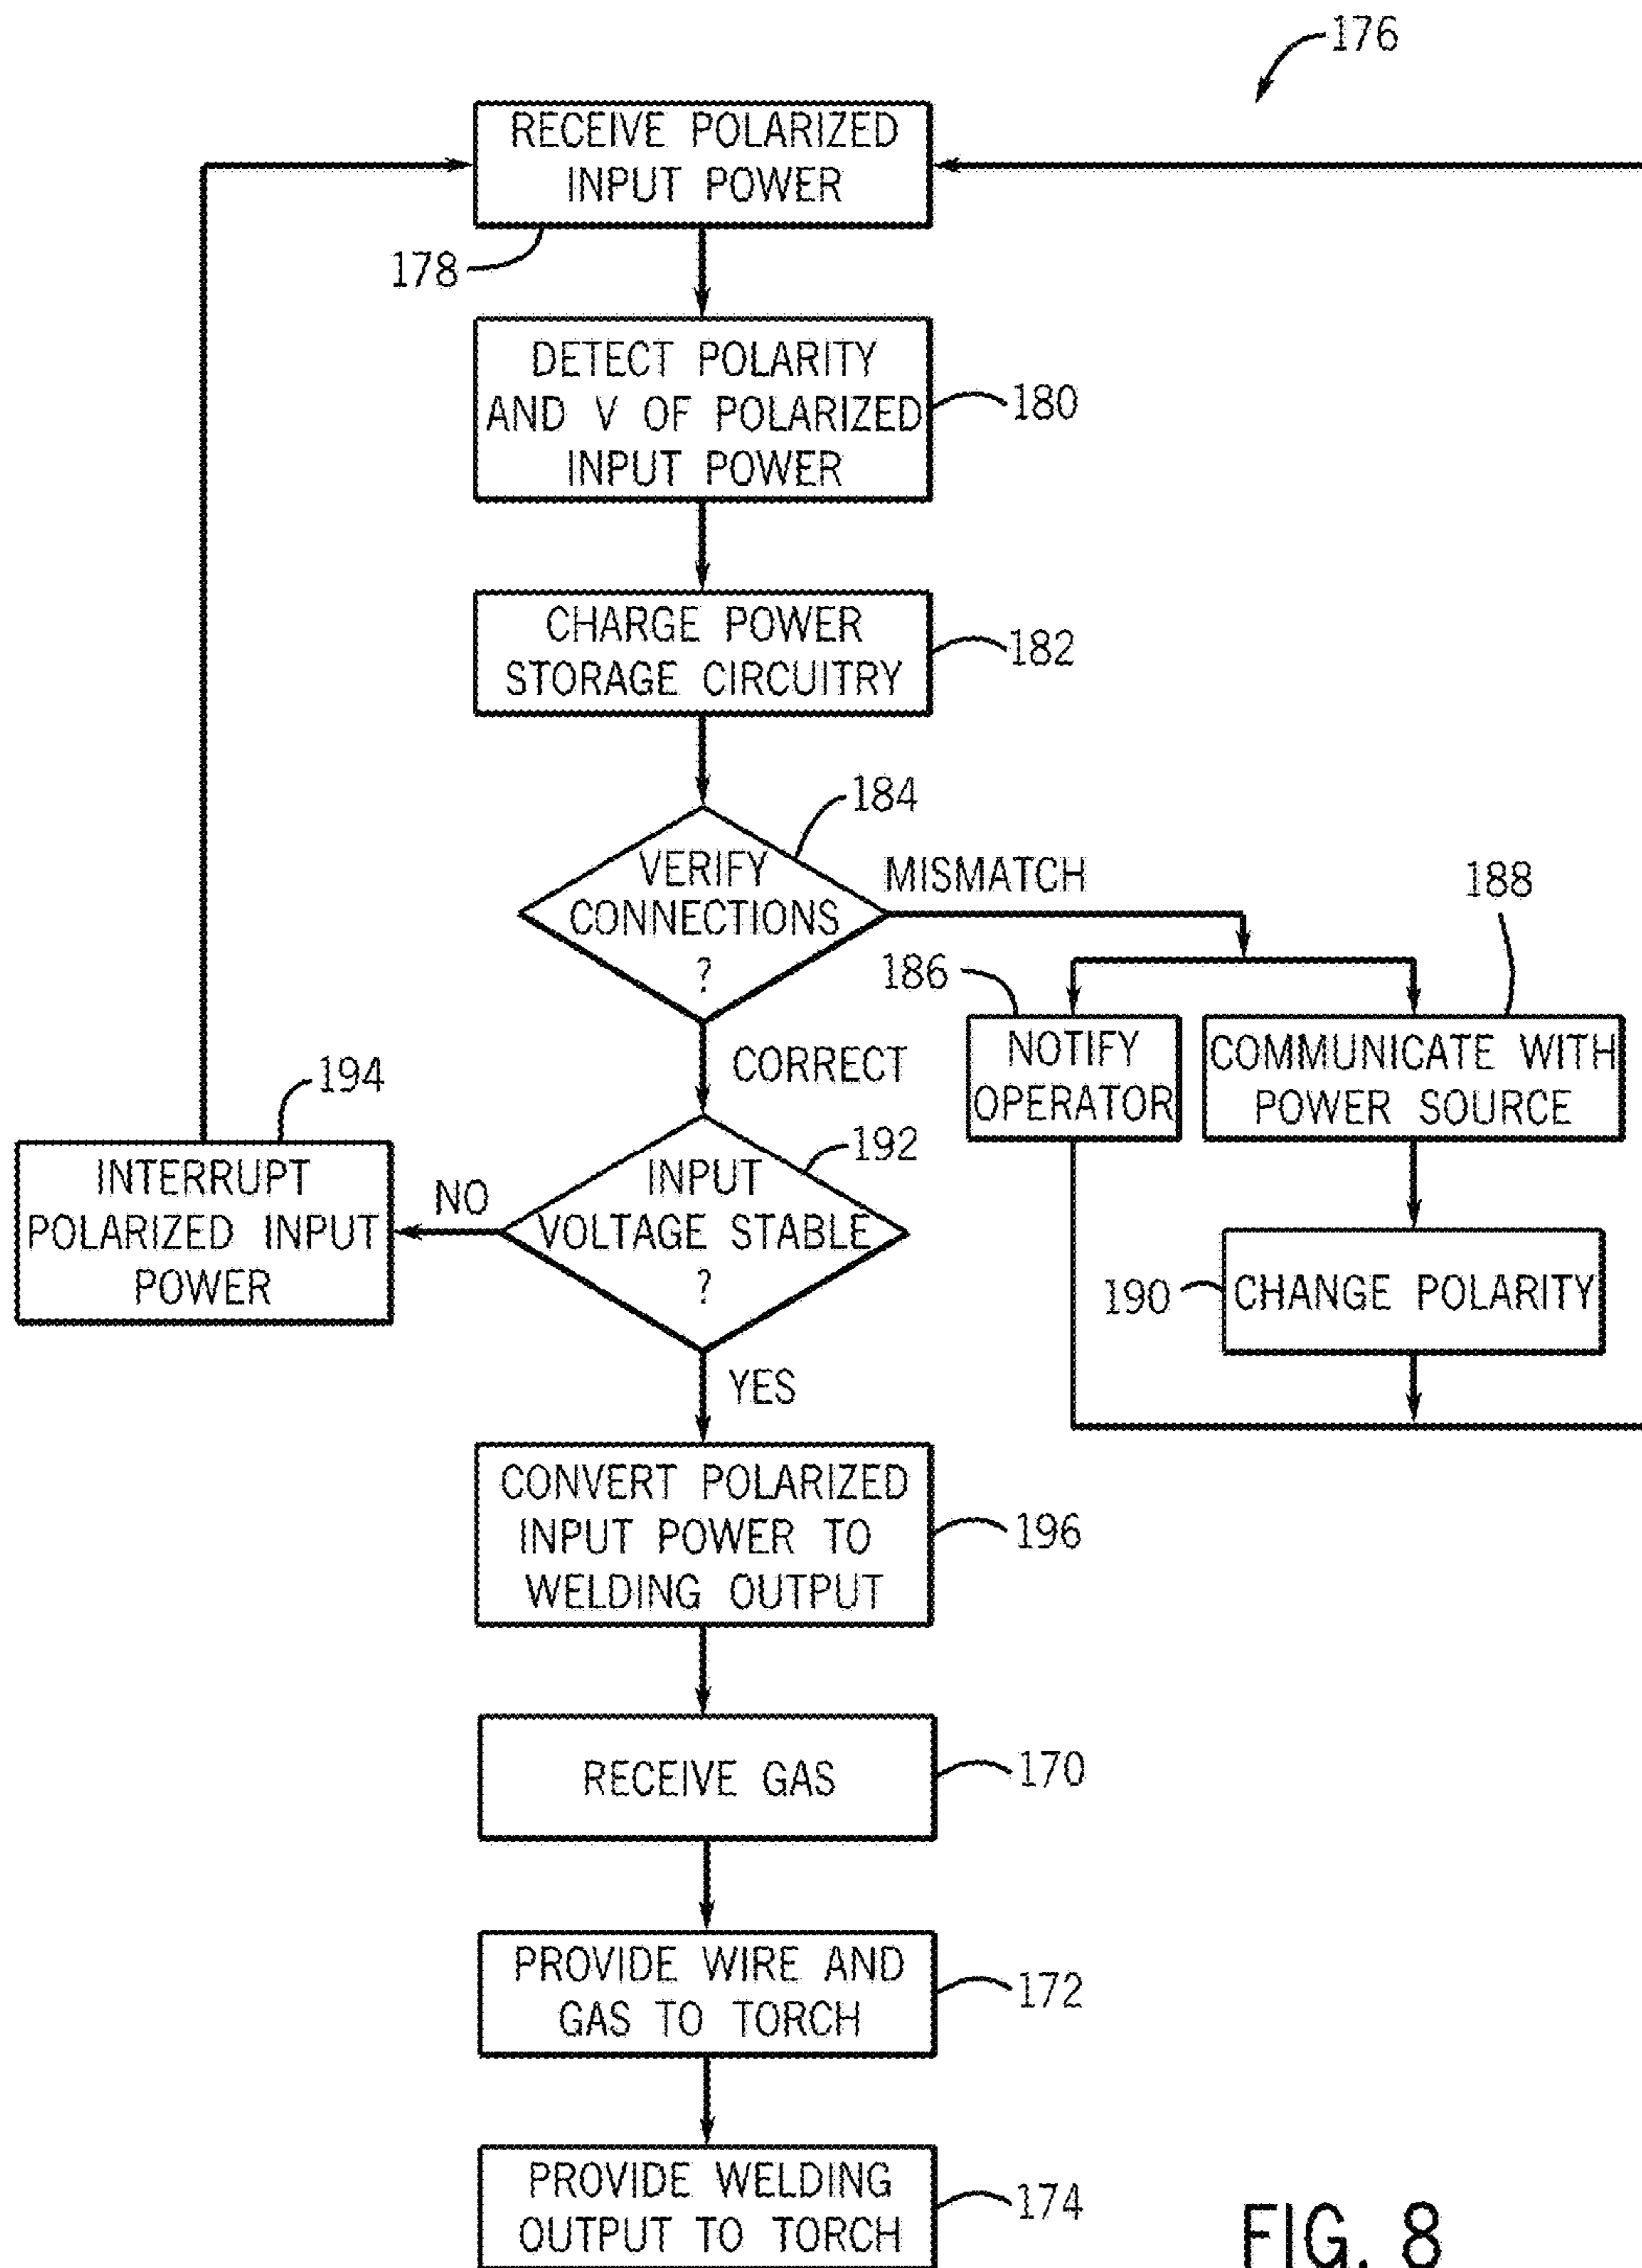 176
RECEIVE POLARIZED
INPUT POWER
178
DETECT POLARITY
AND V OF POLARIZED
INPUT POWER
180
CHARGE POWER
STORAGE CIRCUITRY
182
184
VERIFY
CONNECTIONS
?
MISMATCH
188
186
NOTIFY
OPERATOR
COMMUNICATE WITH
POWER SOURCE
CORRECT
190
CHANGE POLARITY
194
INTERRUPT
POLARIZED INPUT
POWER
NO
192
INPUT
VOLTAGE STABLE
?
YES
CONVERT POLARIZED
INPUT POWER TO
WELDING OUTPUT
196
RECEIVE GAS
170
PROVIDE WIRE AND
GAS TO TORCH
172
PROVIDE WELDING
OUTPUT TO TORCH
174
FIG. 8